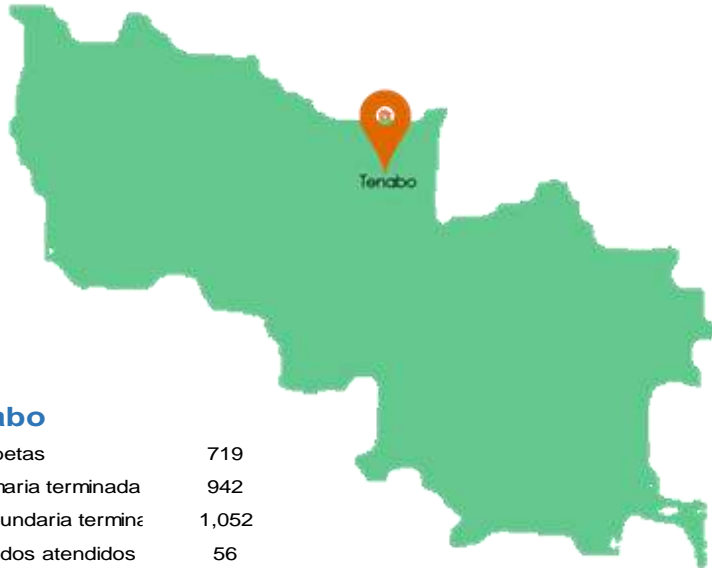 Tenabo
abo
betas 719
naria terminada 942
undaria termina 1,052
dos atendidos 56